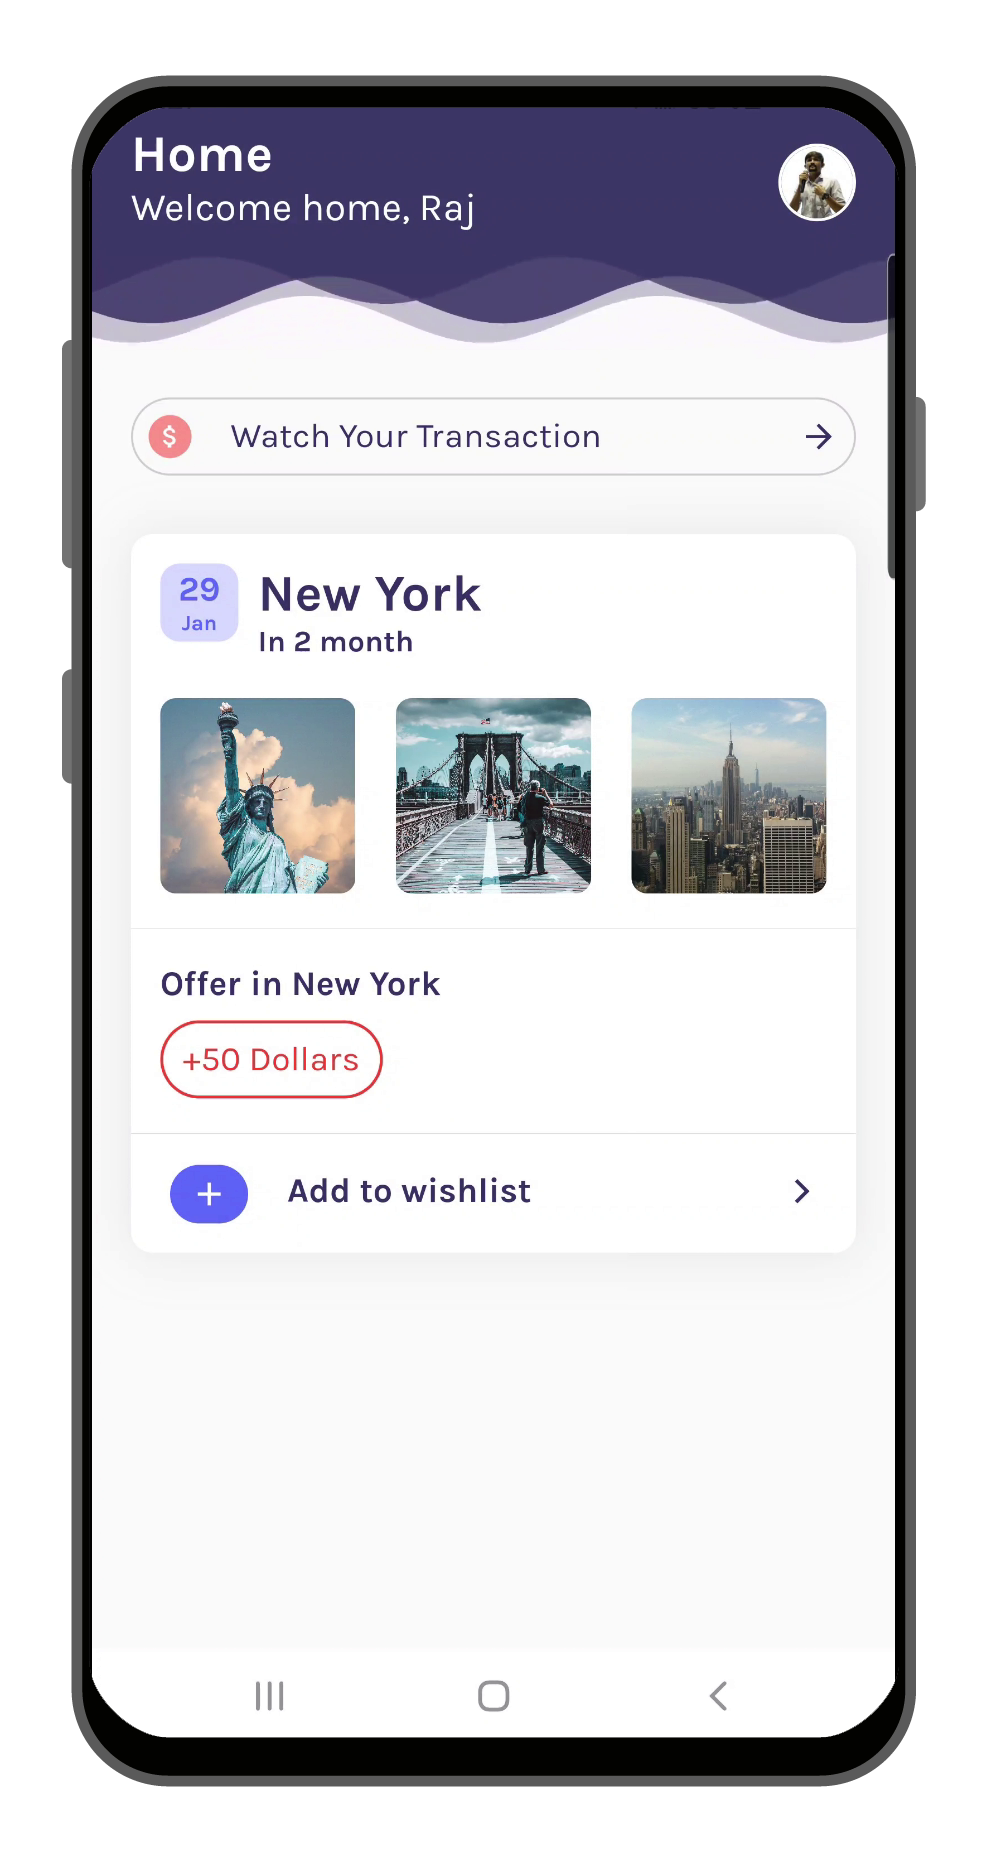 Home
Welcome home, Raj
$
Watch Your Transaction
29
Jan
New York
In 2 month
Offer in New York
+50 Dollars
+
Add to wishlist